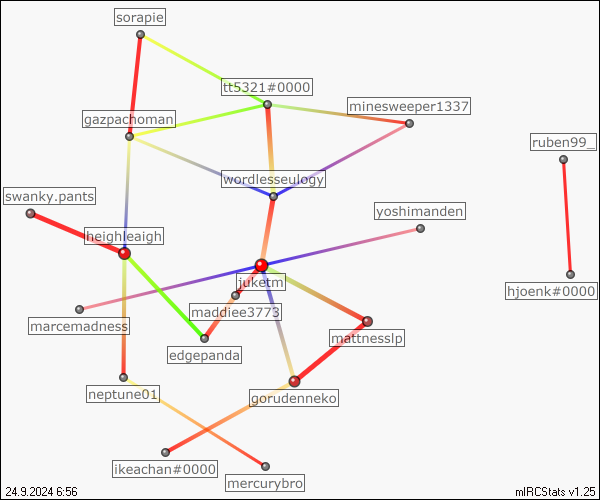 sorapie
tt5321#0000
minesweeper1337
gazpachoman
ruben99_
wordlesseulogy
swanky.pants
yoshimanden
heighleaigh
juketm
hjoenk#0000
maddiee3773
marcemadness
mattnesslp
edgepanda
neptune01
gorudenneko
ikeachan#0000
mercurybro
24.9.2024 6:56
mIRCStats v1.25